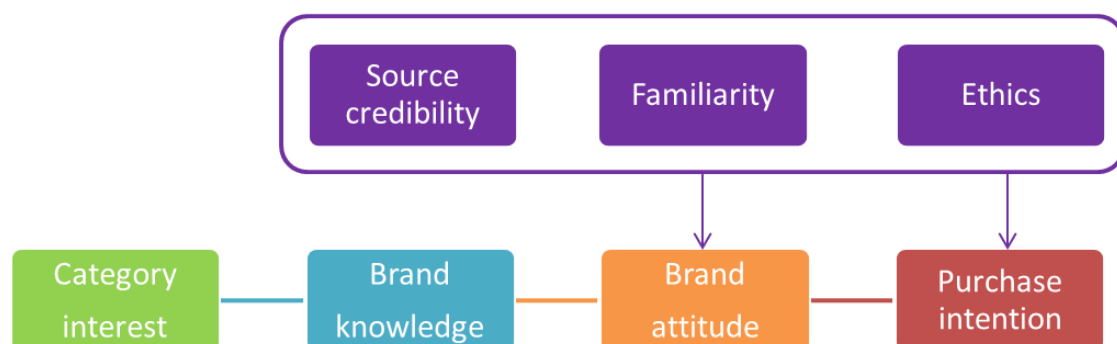 Source
credibility
Familiarity
Ethics
Category
interest
Brand
knowledge
Brand
attitude
Purchase
intention